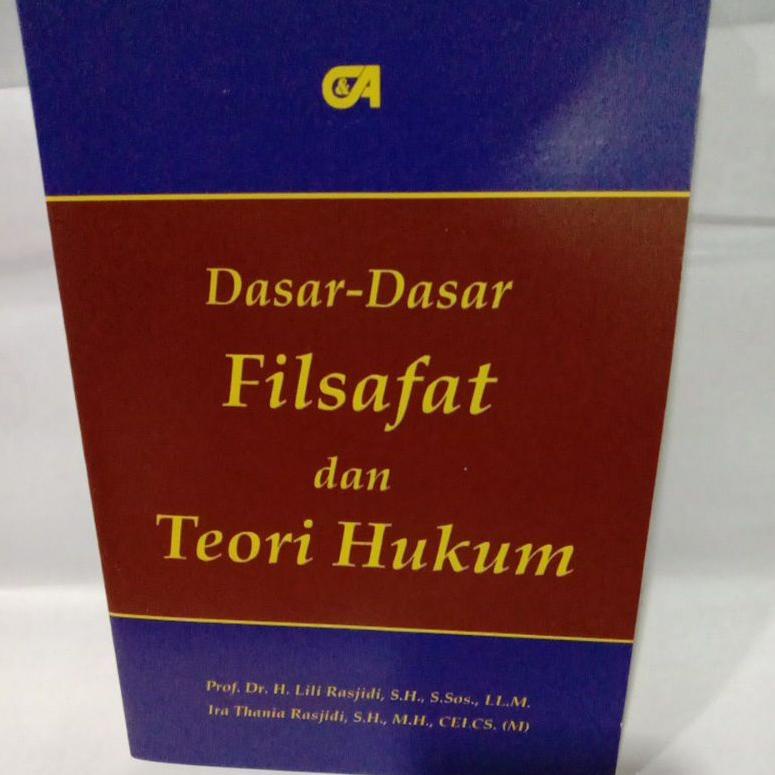 C&A
Dasar-Dasar
Filsafat
dan
Teori Hukum
Prof. Dr. H. Lili Rasjidi, S.H., S.Sos., LL.M.
Ira Thania Rasjidi, S.H., M.H., CELCS. (M)